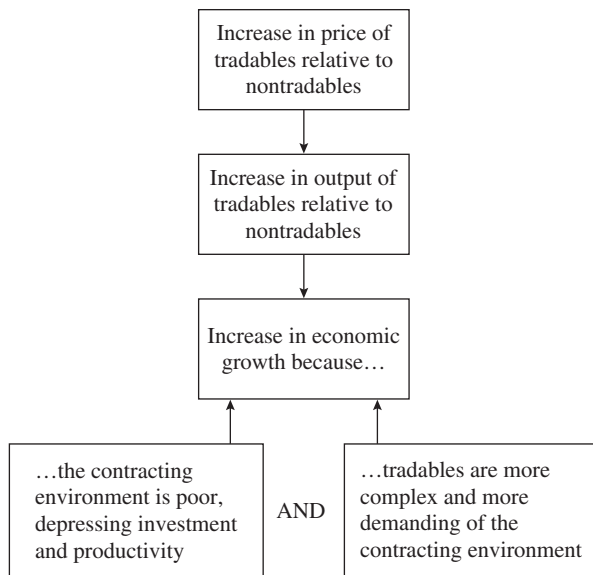 Increase in price of
tradables relative to
nontradables
Increase in output of
tradables relative to
nontradables
Increase in economic
growth because…
…the contracting
environment is poor,
depressing investment
and productivity
AND
…tradables are more
complex and more
demanding of the
contracting environment